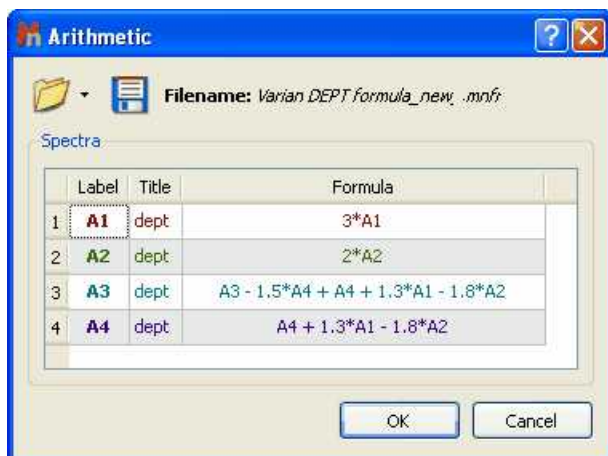 Arithmetic
Filename: Varian DEPT formula_new_ .mnfr
Spectra
Label Title Formula
1 A1 dept 3*A1
2 A2 dept 2*A2
3 A3 dept A3 - 1.5*A4 + A4 + 1.3*A1 - 1.8*A2
4 A4 dept A4 + 1.3*A1 - 1.8*A2
OK Cancel